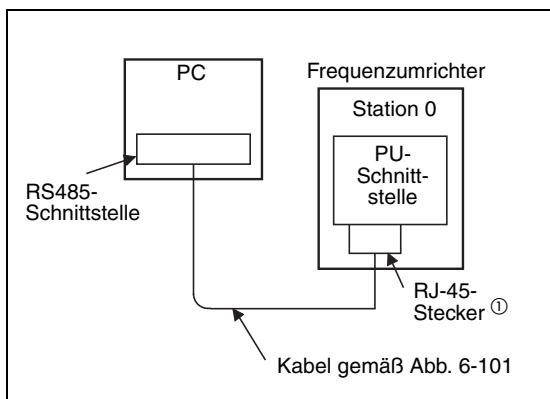 PC
Frequenzumrichter
Station 0
PU-
Schnitt-
stelle
RS485-
Schnittstelle
RJ-45-
Stecker ①
Kabel gemäß Abb. 6-101